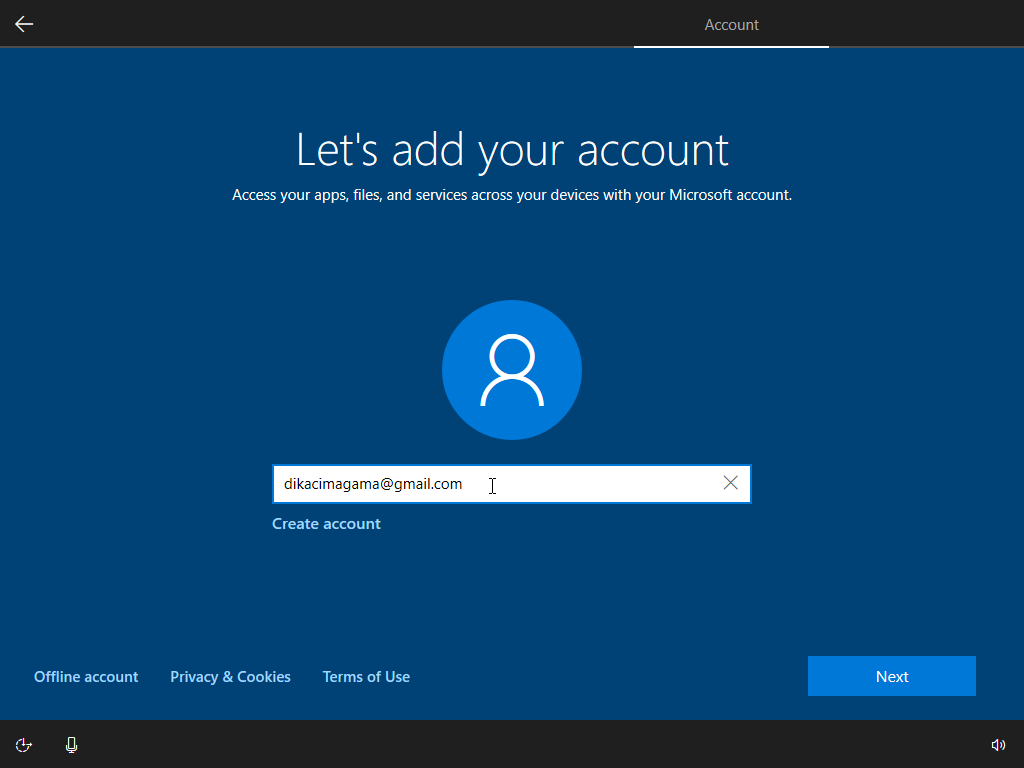 Account
Let's add your account
Access your apps, files, and services across your devices with your Microsoft account.
dikacimagama@gmail.com
Create account
Offline account Privacy & Cookies Terms of Use Next